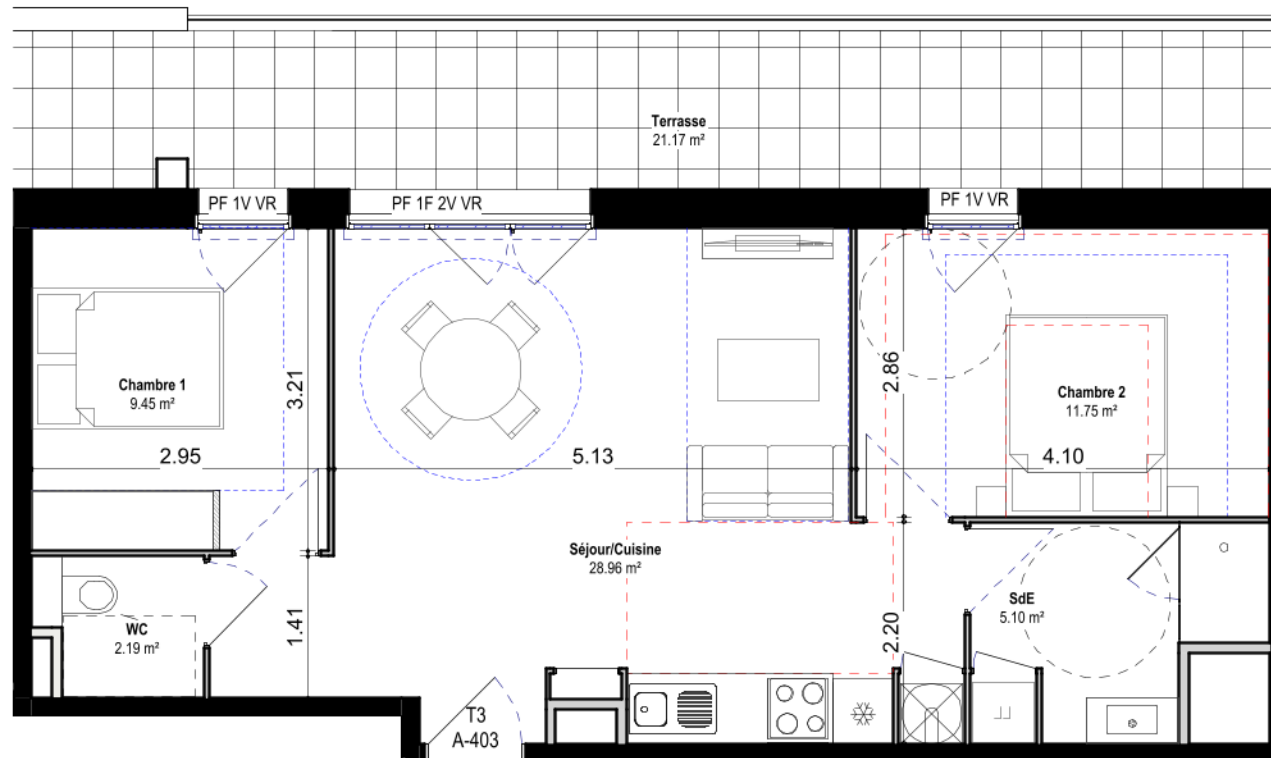 Terrasse
21.17 m²
PF 1V VR
PF 1F 2V VR
PF 1V VR
Chambre 1
9.45 m²
3.21
2.86
Chambre 2
11.75 m²
2.95
5.13
4.10
Séjour/Cuisine
28.96 m²
WC
2.19 m²
1.41
2.20
SdE
5.10 m²
T3
A-403
LL